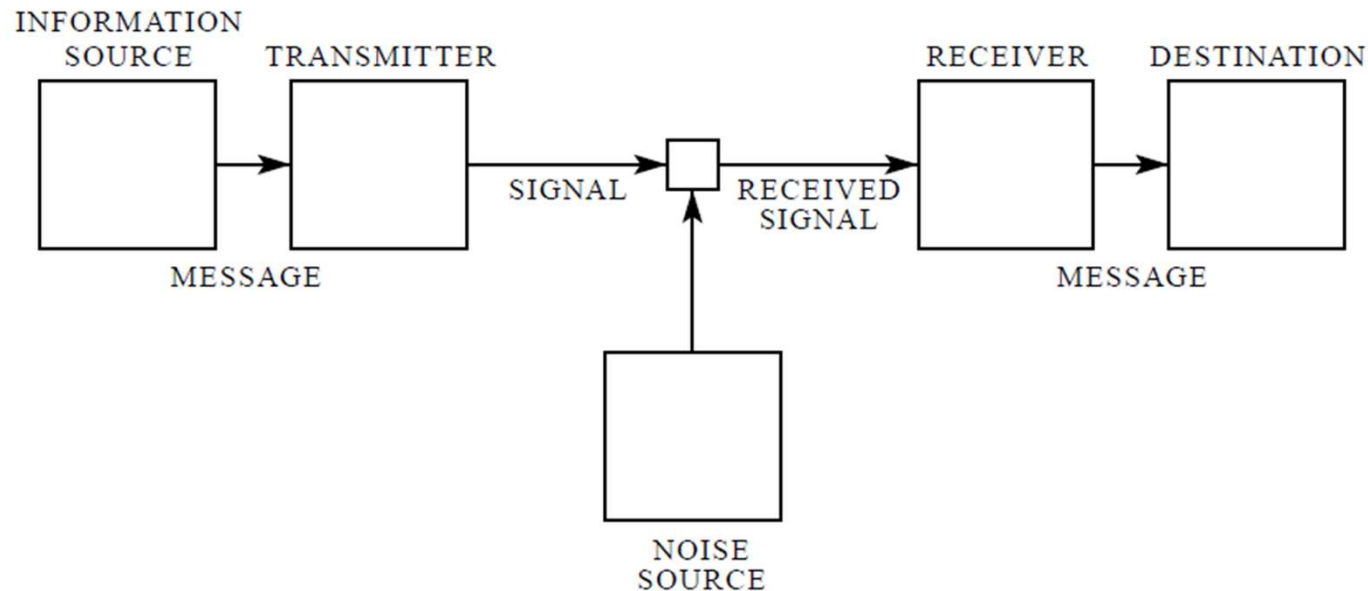 INFORMATION
SOURCE
TRANSMITTER
RECEIVER
DESTINATION
SIGNAL
RECEIVED
SIGNAL
MESSAGE
MESSAGE
NOISE
SOURCE